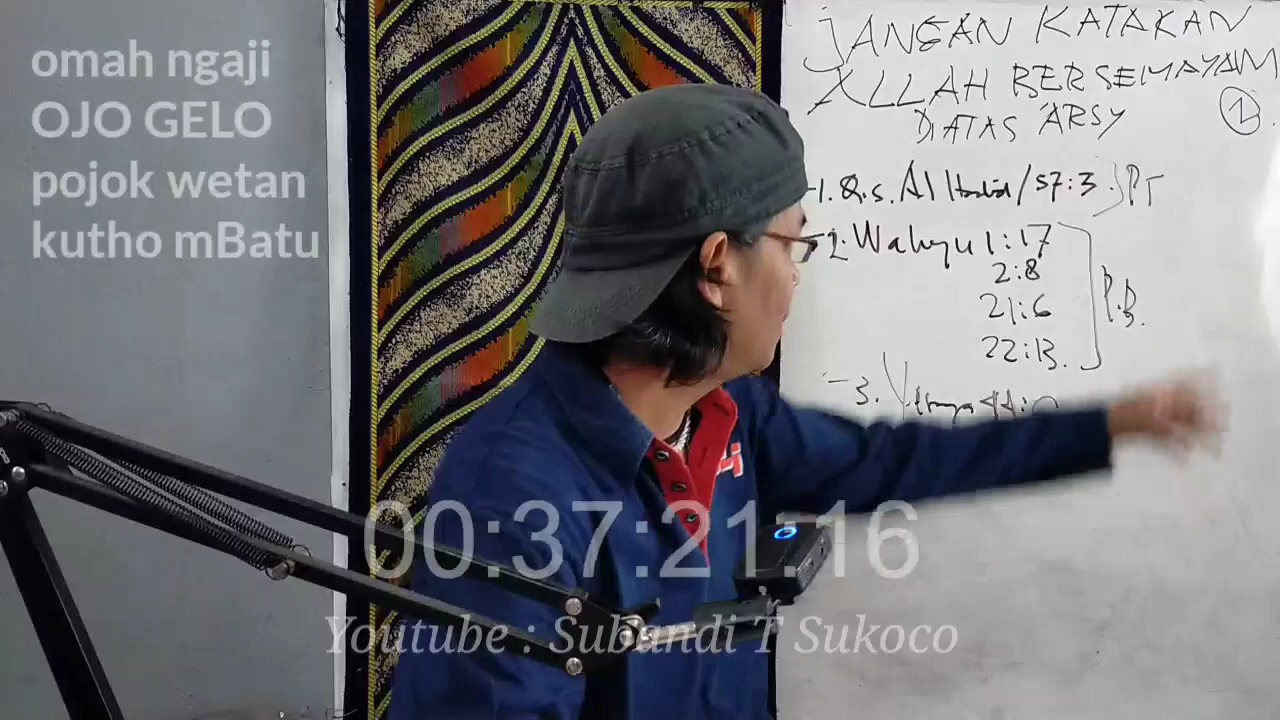 omah ngaji
OJO GELO
pojok wetan
kutho mBatu
JANGAN KATAKAN
ALLAH BERSEMAYAM
DIATAS 'ARSY
1
1. Q.s. Al Hadid/57:3 } P.T
2. Wahyu 1:17
2:8
21:6
22:13.
P.B.
3.
00:37:21.16
Youtube : Subandi T Sukoco